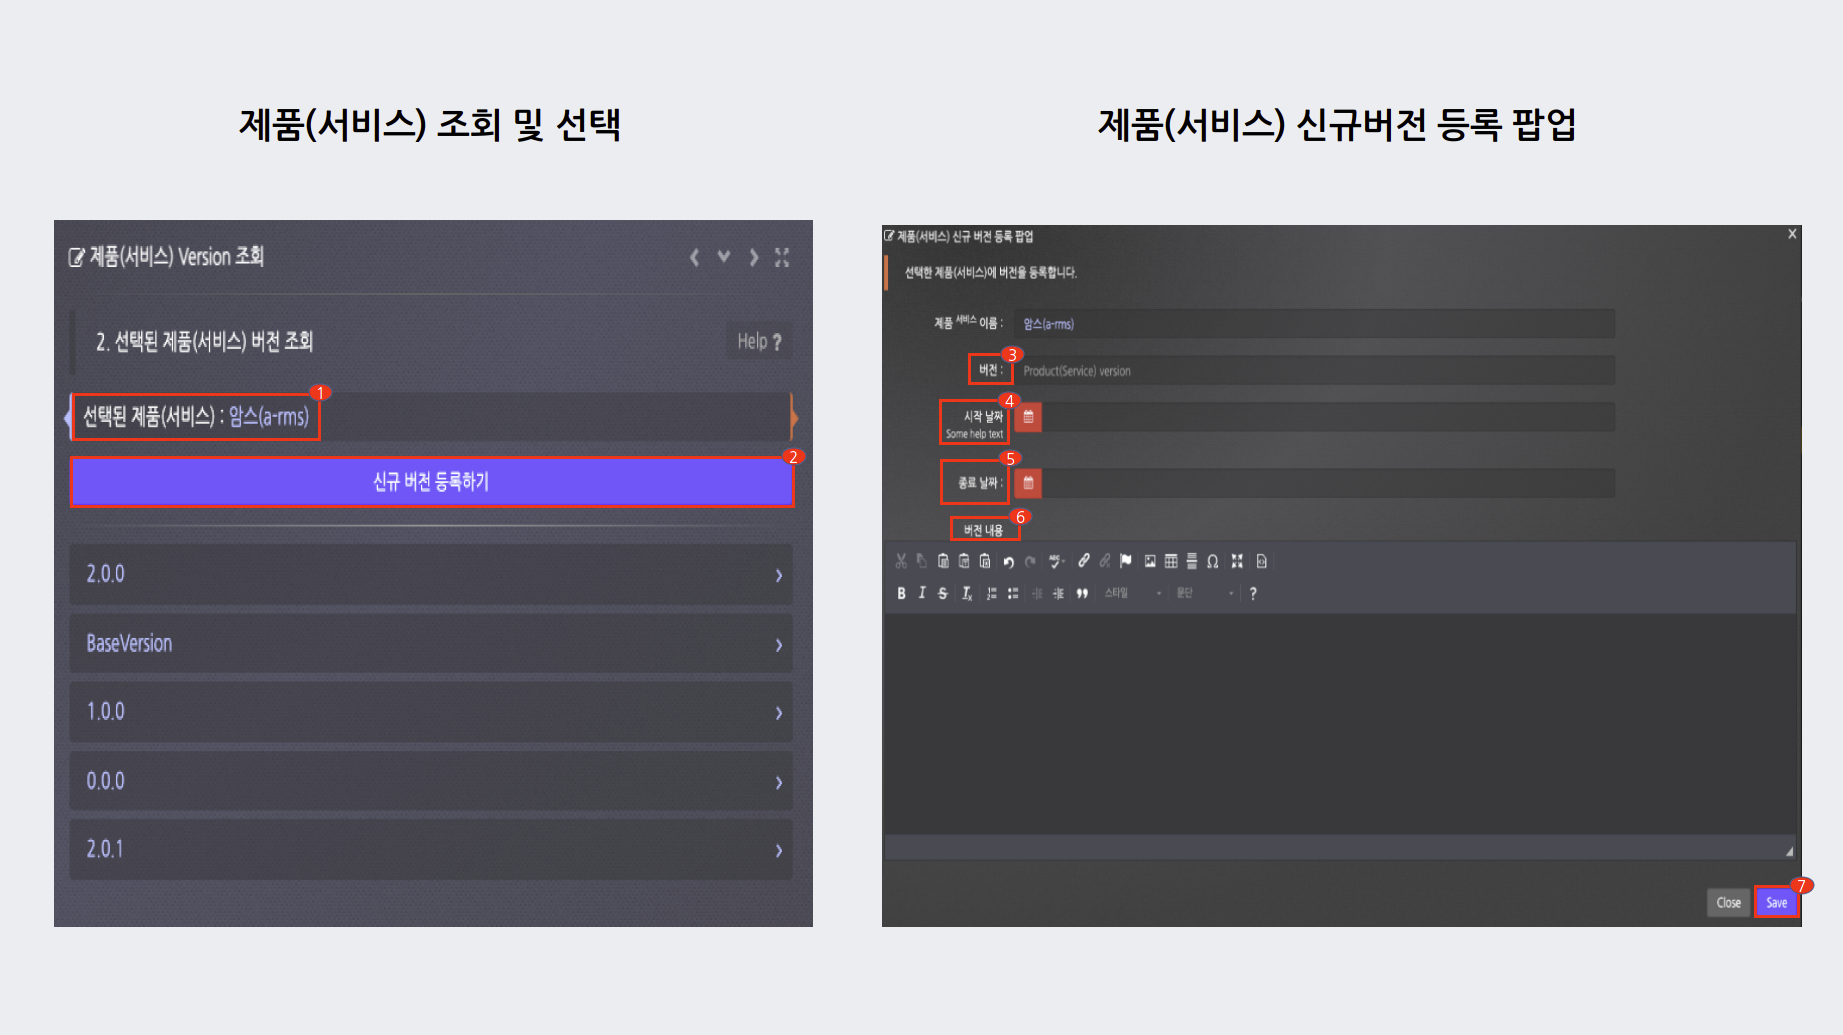 제품(서비스) 조회 및 선택
제품(서비스) Version 조회
2. 선택된 제품(서비스) 버전 조회
Help ?
1
선택된 제품(서비스) : 암스(a-rms)
2
신규 버전 등록하기
2.0.0
BaseVersion
1.0.0
0.0.0
2.0.1
제품(서비스) 신규버전 등록 팝업
제품(서비스) 신규 버전 등록 팝업
선택한 제품(서비스)에 버전을 등록합니다.
제품 서비스 이름 : 암스(a-rms)
3
버전 : Product(Service) version
4
시작 날짜
Some help text
5
종료 날짜 :
6
버전 내용
ABC
B I S Ix 스타일 문단 ?
7
Close Save